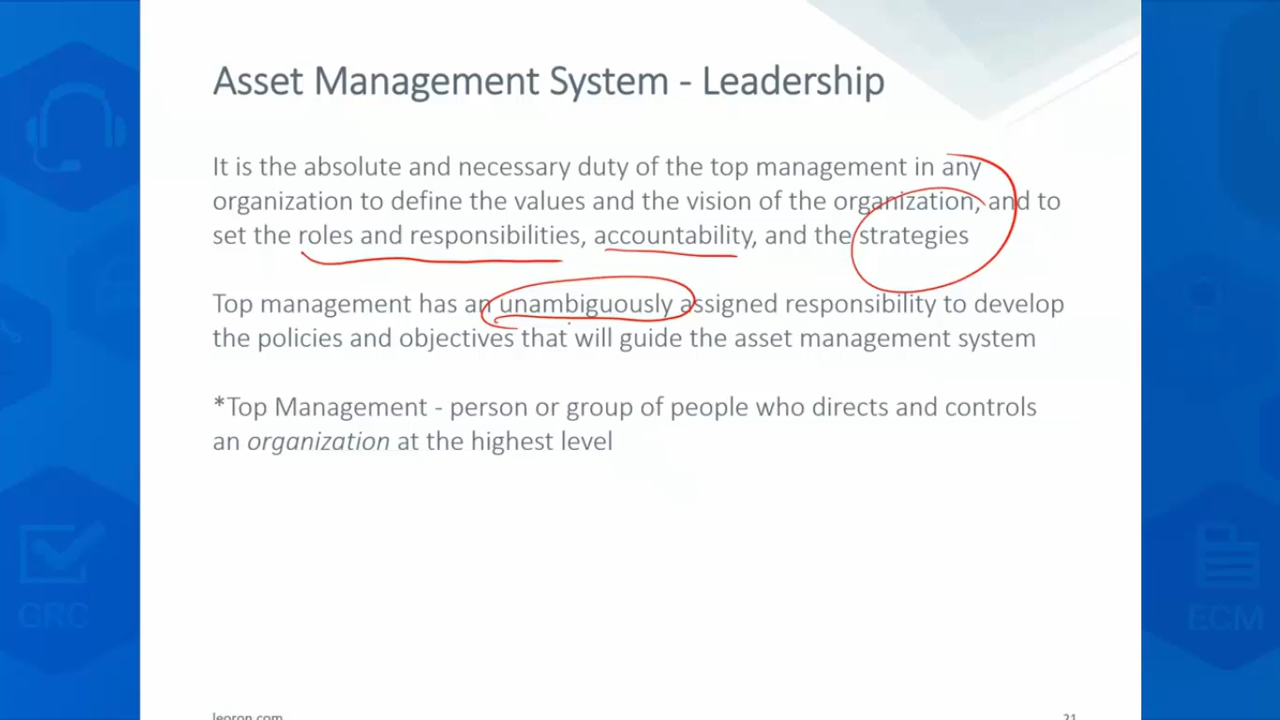 Asset Management System - Leadership
It is the absolute and necessary duty of the top management in any
organization to define the values and the vision of the organization, and to
set the roles and responsibilities, accountability, and the strategies
Top management has an unambiguously assigned responsibility to develop
the policies and objectives that will guide the asset management system
*Top Management - person or group of people who directs and controls
an organization at the highest level
GRC
ECM
leoron.com
21